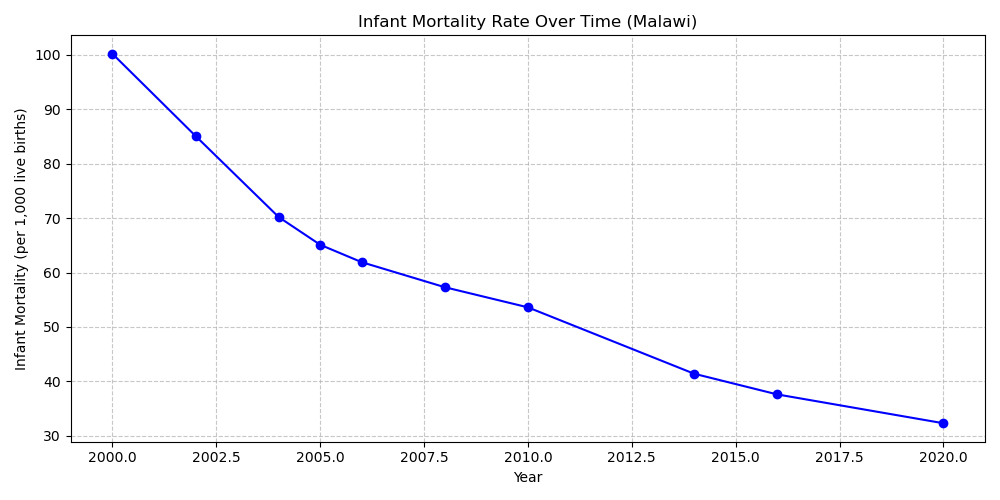 Infant Mortality Rate Over Time (Malawi)
Infant Mortality (per 1,000 live births)
100
90
80
70
60
50
40
30
2000.0 2002.5 2005.0 2007.5 2010.0 2012.5 2015.0 2017.5 2020.0
Year